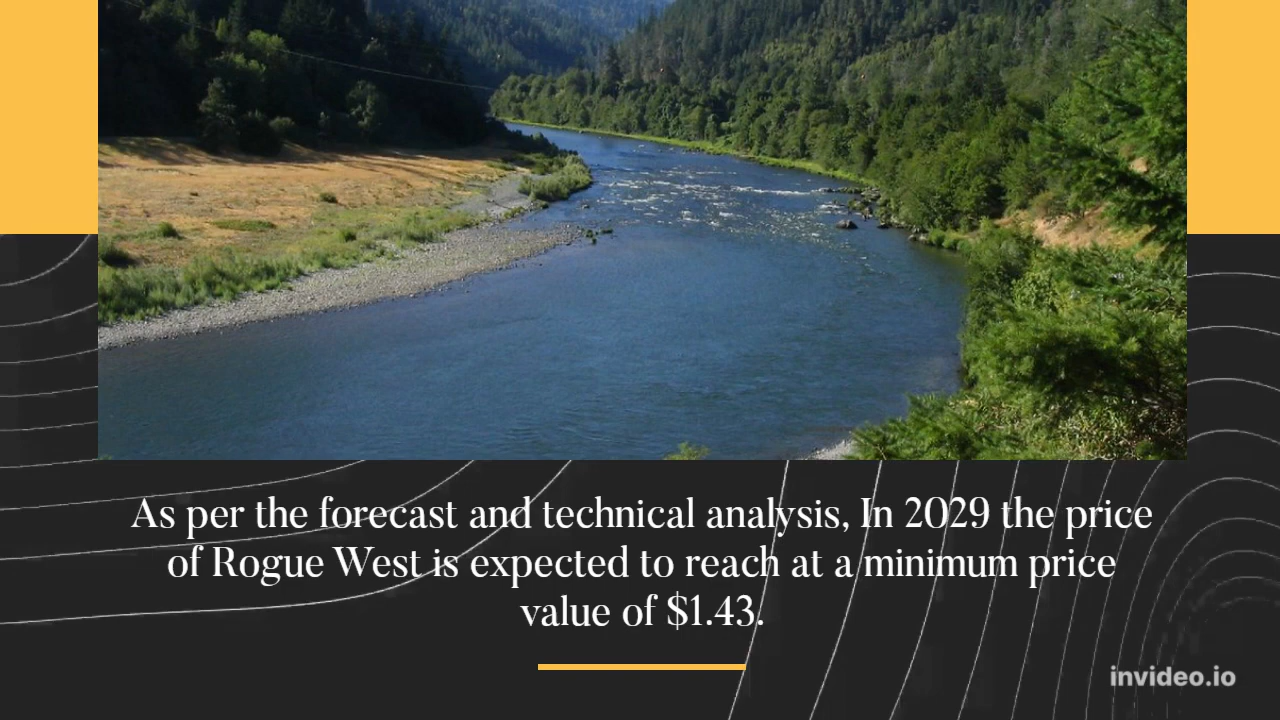 As per the forecast and technical analysis, In 2029 the price
of Rogue West is expected to reach at a minimum price
value of $1.43.
invideo.io